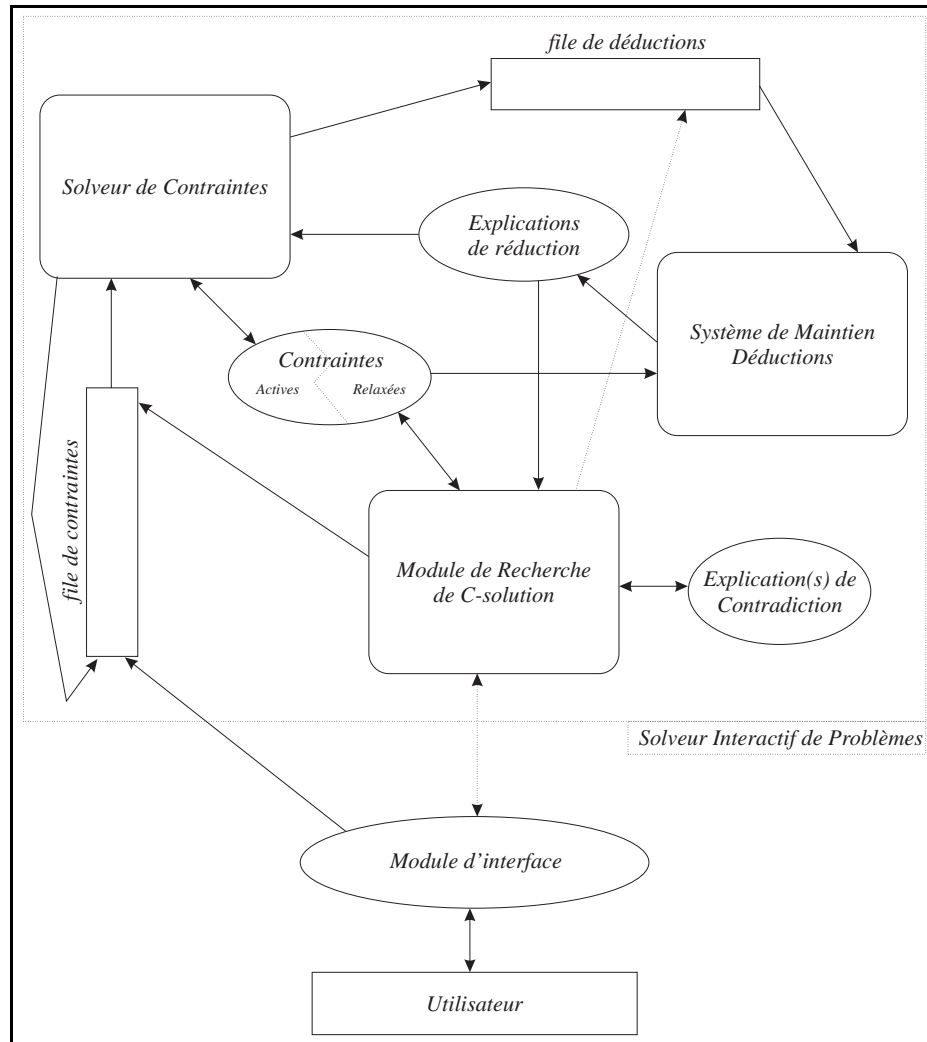 file de déductions
Solveur de Contraintes
Explications
de réduction
Système de Maintien
Déductions
Contraintes
Actives
Relaxées
file de contraintes
Module de Recherche
de C-solution
Explication(s) de
Contradiction
Solveur Interactif de Problèmes
Module d'interface
Utilisateur